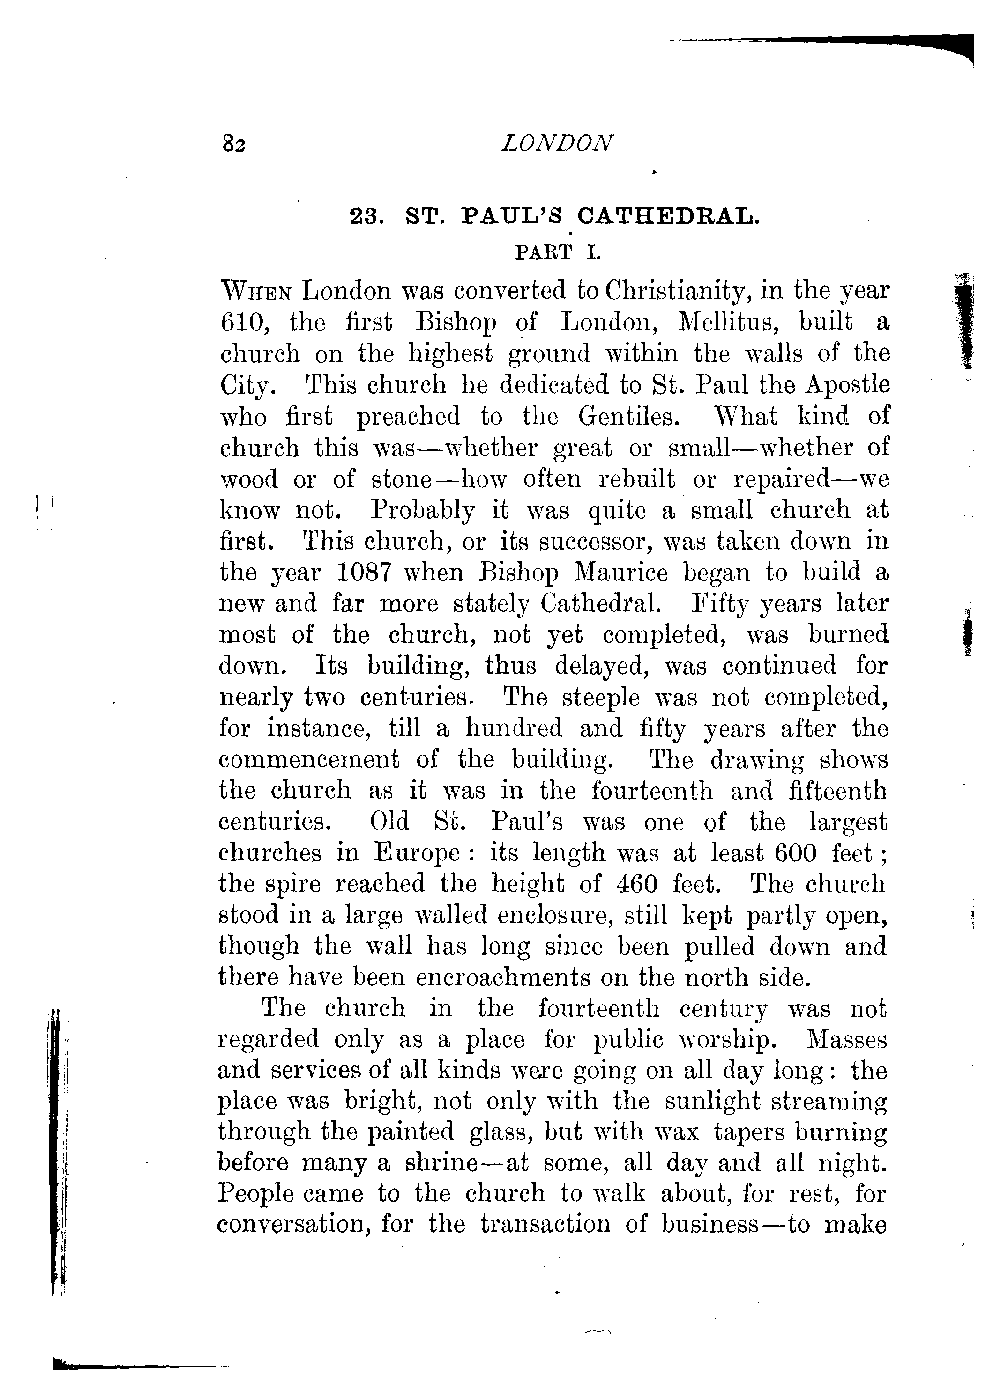 82 LONDON
23. ST. PAUL'S CATHEDRAL.
PART I.
WHEN London was converted to Christianity, in the year
610, the first Bishop of London, Mellitus, built a
church on the highest ground within the walls of the
City. This church he dedicated to St. Paul the Apostle
who first preached to the Gentiles. What kind of
church this was—whether great or small—whether of
wood or of stone—how often rebuilt or repaired—we
know not. Probably it was quite a small church at
first. This church, or its successor, was taken down in
the year 1087 when Bishop Maurice began to build a
new and far more stately Cathedral. Fifty years later
most of the church, not yet completed, was burned
down. Its building, thus delayed, was continued for
nearly two centuries. The steeple was not completed,
for instance, till a hundred and fifty years after the
commencement of the building. The drawing shows
the church as it was in the fourteenth and fifteenth
centuries. Old St. Paul's was one of the largest
churches in Europe : its length was at least 600 feet ;
the spire reached the height of 460 feet. The church
stood in a large walled enclosure, still kept partly open,
though the wall has long since been pulled down and
there have been encroachments on the north side.
The church in the fourteenth century was not
regarded only as a place for public worship. Masses
and services of all kinds were going on all day long : the
place was bright, not only with the sunlight streaming
through the painted glass, but with wax tapers burning
before many a shrine—at some, all day and all night.
People came to the church to walk about, for rest, for
conversation, for the transaction of business—to make